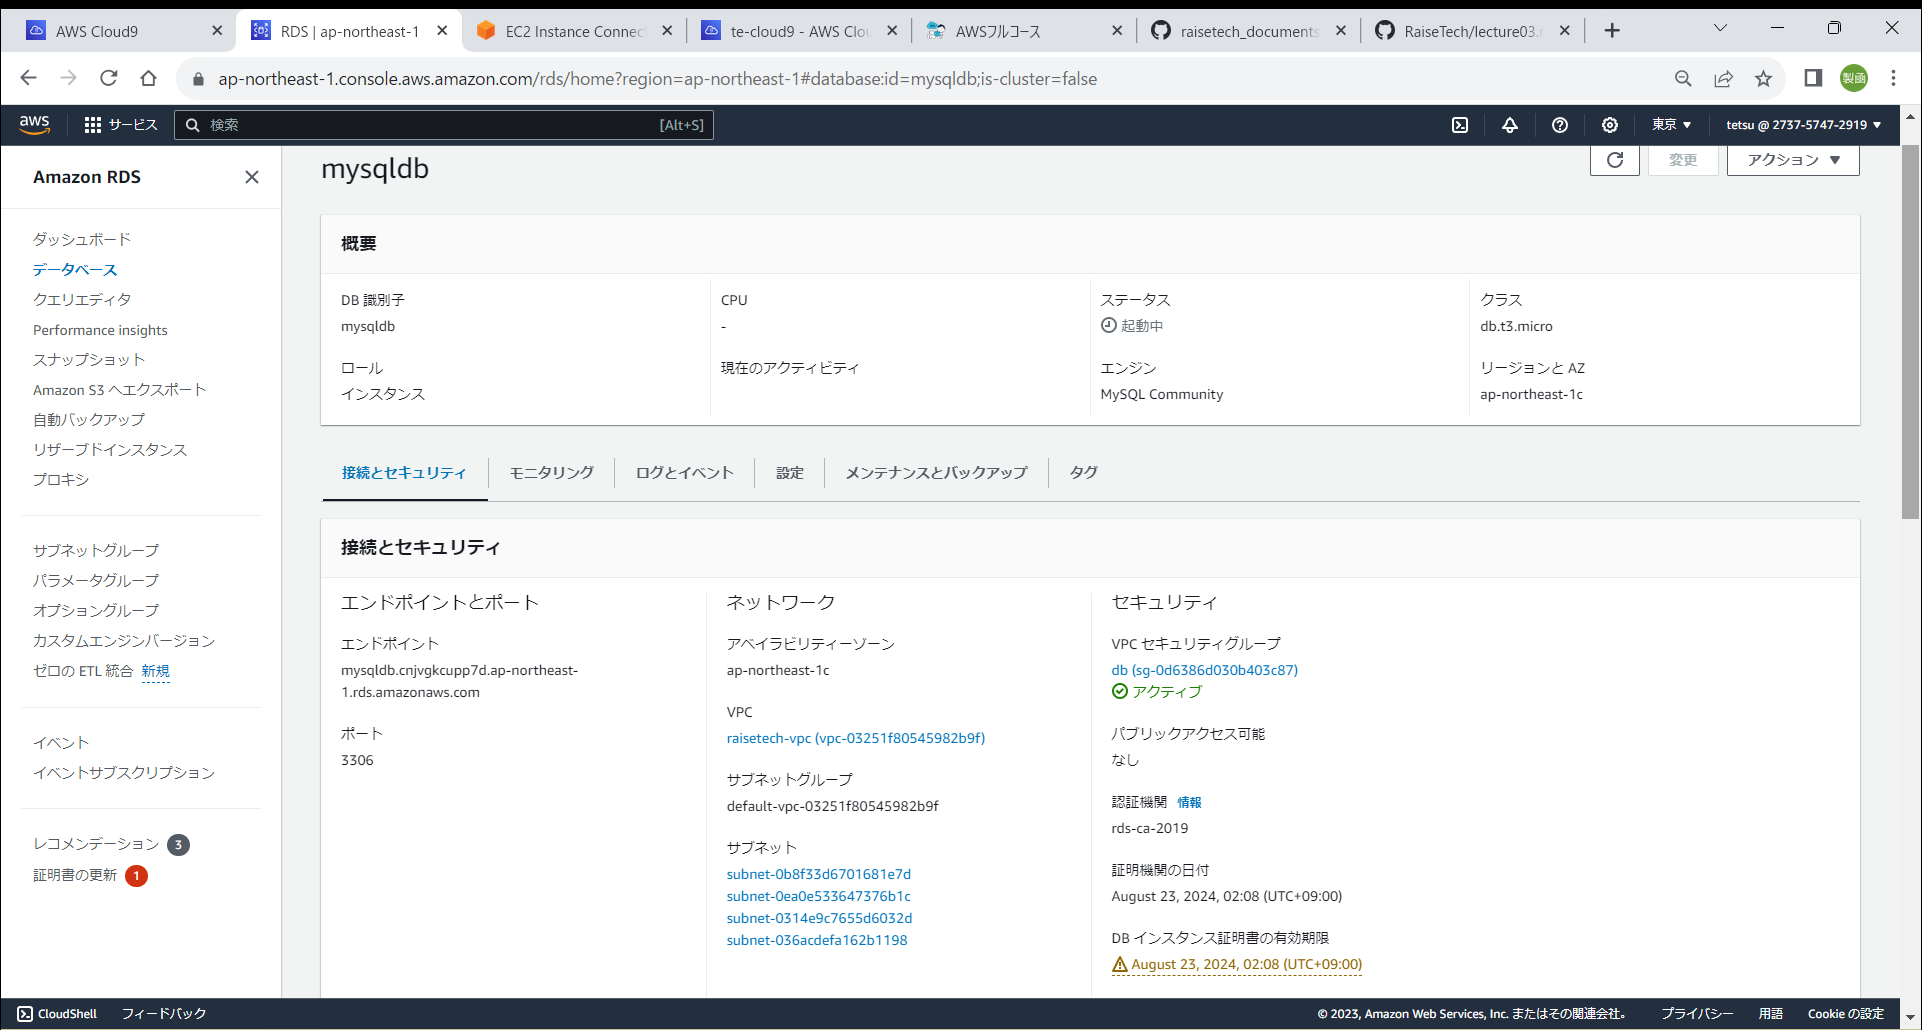 AWS Cloud9
RDS | ap-northeast-1
EC2 Instance Connec
te-cloud9 - AWS Clou
AWSフルコース
raisetech_documents
RaiseTech/lecture03.r
ap-northeast-1.console.aws.amazon.com/rds/home?region=ap-northeast-1#database:id=mysqldb;is-cluster=false
製函
aws
サービス
検索
[Alt+S]
東京 ▼
tetsu @ 2737-5747-2919 ▼
Amazon RDS
ダッシュボード
データベース
クエリエディタ
Performance insights
スナップショット
Amazon S3 へエクスポート
自動バックアップ
リザーブドインスタンス
プロキシ
サブネットグループ
パラメータグループ
オプショングループ
カスタムエンジンバージョン
ゼロの ETL 統合 新規
イベント
イベントサブスクリプション
レコメンデーション 3
証明書の更新 1
mysqldb
変更
アクション ▼
概要
DB 識別子
mysqldb
CPU
-
ステータス
起動中
クラス
db.t3.micro
ロール
インスタンス
現在のアクティビティ
エンジン
MySQL Community
リージョンと AZ
ap-northeast-1c
接続とセキュリティ
モニタリング
ログとイベント
設定
メンテナンスとバックアップ
タグ
接続とセキュリティ
エンドポイントとポート
エンドポイント
mysqldb.cnjvgkcupp7d.ap-northeast-
1.rds.amazonaws.com
ポート
3306
ネットワーク
アベイラビリティーゾーン
ap-northeast-1c
VPC
raisetech-vpc (vpc-03251f80545982b9f)
サブネットグループ
default-vpc-03251f80545982b9f
サブネット
subnet-0b8f33d6701681e7d
subnet-0ea0e533647376b1c
subnet-0314e9c7655d6032d
subnet-036acdefa162b1198
セキュリティ
VPC セキュリティグループ
db (sg-0d6386d030b403c87)
アクティブ
パブリックアクセス可能
なし
認証機関 情報
rds-ca-2019
証明機関の日付
August 23, 2024, 02:08 (UTC+09:00)
DB インスタンス証明書の有効期限
August 23, 2024, 02:08 (UTC+09:00)
CloudShell
フィードバック
© 2023, Amazon Web Services, Inc. またはその関連会社。
プライバシー
用語
Cookie の設定